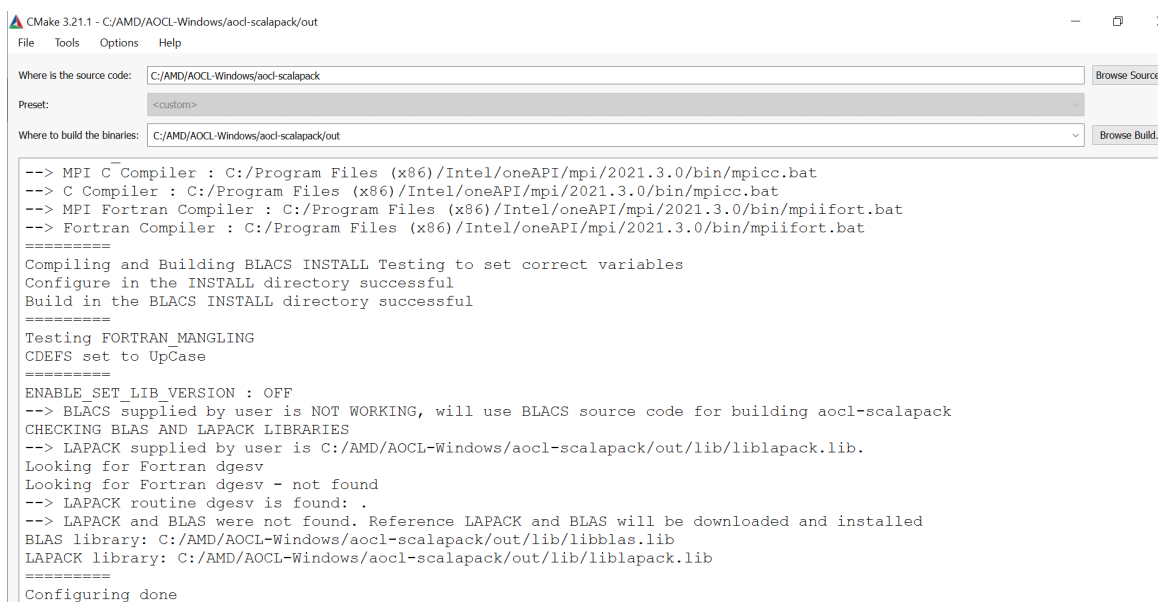 CMake 3.21.1 - C:/AMD/AOCL-Windows/aocl-scalapack/out
File Tools Options Help
Where is the source code: C:/AMD/AOCL-Windows/aocl-scalapack Browse Source
Preset: <custom>
Where to build the binaries: C:/AMD/AOCL-Windows/aocl-scalapack/out Browse Build.
--> MPI C Compiler : C:/Program Files (x86)/Intel/oneAPI/mpi/2021.3.0/bin/mpicc.bat
--> C Compiler : C:/Program Files (x86)/Intel/oneAPI/mpi/2021.3.0/bin/mpicc.bat
--> MPI Fortran Compiler : C:/Program Files (x86)/Intel/oneAPI/mpi/2021.3.0/bin/mpiifort.bat
--> Fortran Compiler : C:/Program Files (x86)/Intel/oneAPI/mpi/2021.3.0/bin/mpiifort.bat
=========
Compiling and Building BLACS INSTALL Testing to set correct variables
Configure in the INSTALL directory successful
Build in the BLACS INSTALL directory successful
=========
Testing FORTRAN_MANGLING
CDEFS set to UpCase
=========
ENABLE_SET_LIB_VERSION : OFF
--> BLACS supplied by user is NOT WORKING, will use BLACS source code for building aocl-scalapack
CHECKING BLAS AND LAPACK LIBRARIES
--> LAPACK supplied by user is C:/AMD/AOCL-Windows/aocl-scalapack/out/lib/liblapack.lib.
Looking for Fortran dgesv
Looking for Fortran dgesv - not found
--> LAPACK routine dgesv is found: .
--> LAPACK and BLAS were not found. Reference LAPACK and BLAS will be downloaded and installed
BLAS library: C:/AMD/AOCL-Windows/aocl-scalapack/out/lib/libblas.lib
LAPACK library: C:/AMD/AOCL-Windows/aocl-scalapack/out/lib/liblapack.lib
=========
Configuring done